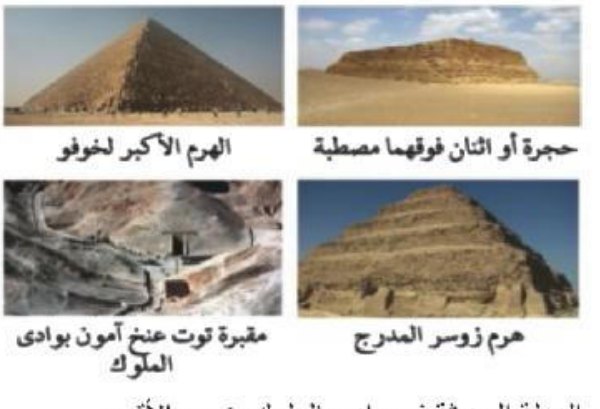 حجرة أو اثنان فوقهما مصطبة
الهرم الأكبر لخوفو
هرم زوسر المدرج
مقبرة توت عنخ آمون بوادى
الملوك